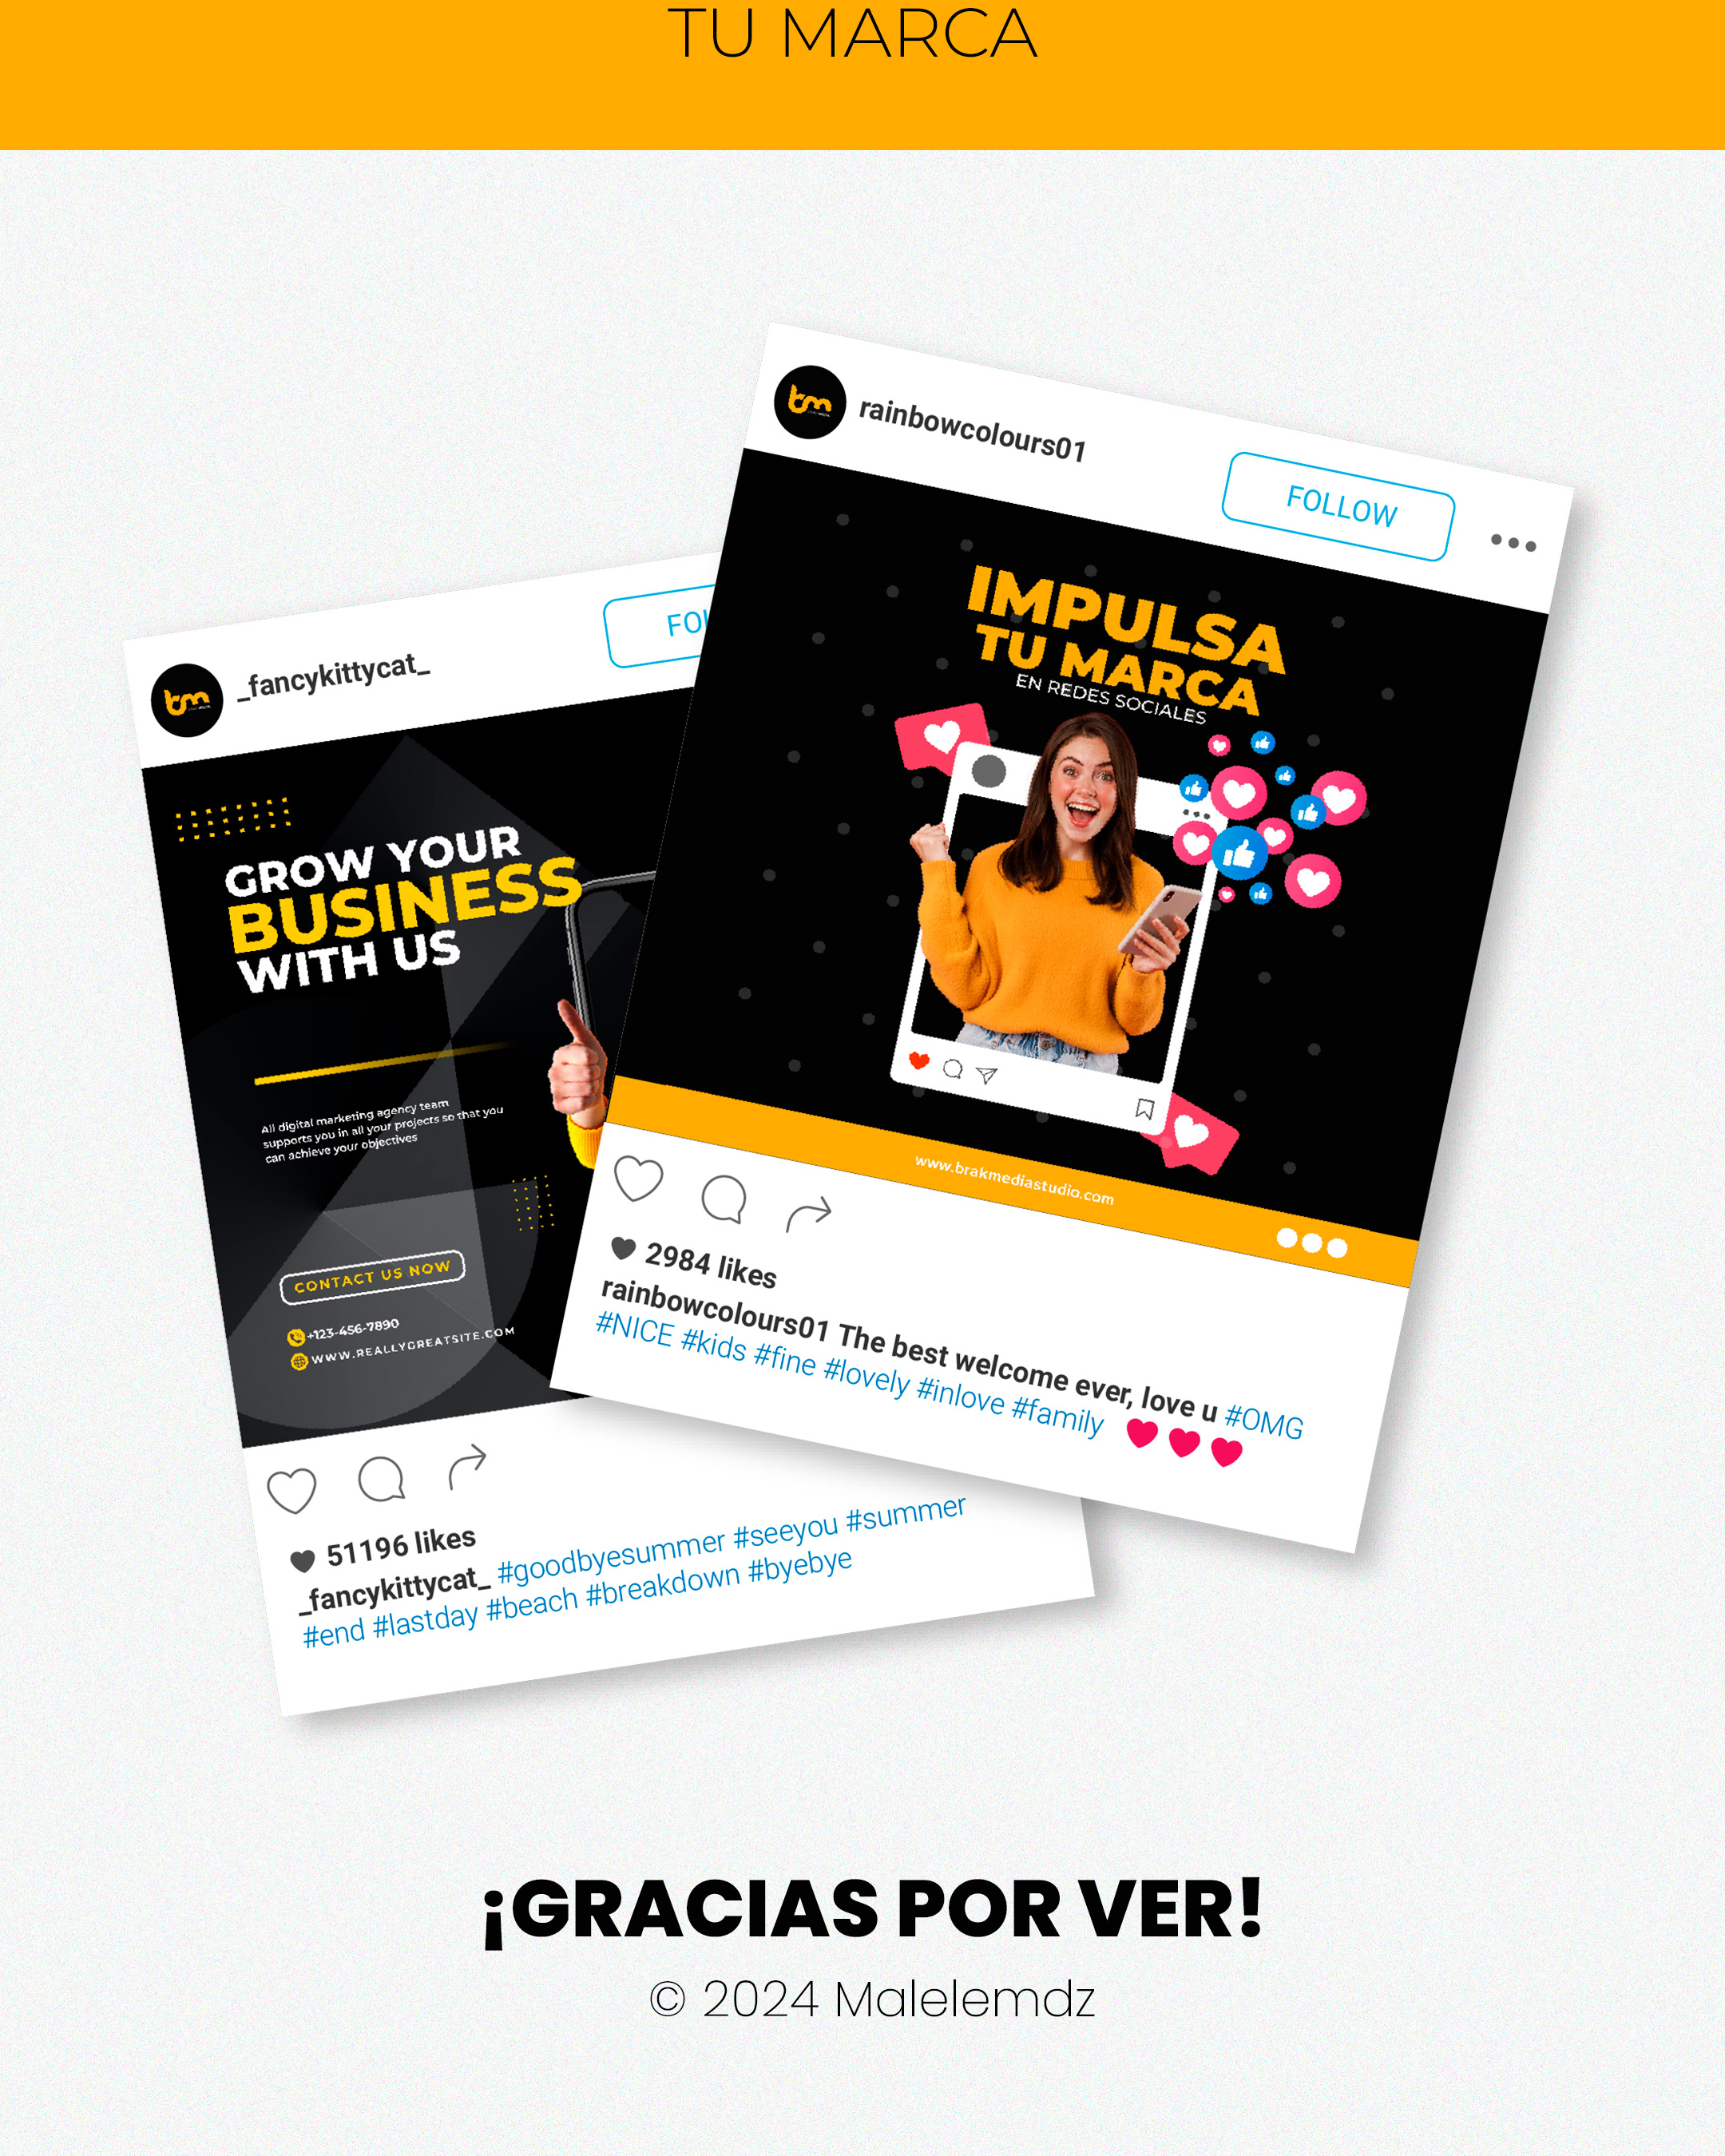 TU MARCA
bm
rainbowcolours01
FOLLOW
IMPULSA
TU MARCA
EN REDES SOCIALES
www.brakmediastudio.com
2984 likes
rainbowcolours01 The best welcome ever, love u #OMG
#NICE #kids #fine #lovely #inlove #family
bm
_fancykittycat_
GROW YOUR
BUSINESS
WITH US
All digital marketing agency team
supports you in all your projects so that you
can achieve your objectives
CONTACT US NOW
+123-456-7890
WWW.REALLYGREATSITE.COM
51196 likes
_fancykittycat_ #goodbyesummer #seeyou #summer
#end #lastday #beach #breakdown #byebye
¡GRACIAS POR VER!
© 2024 Malelemdz